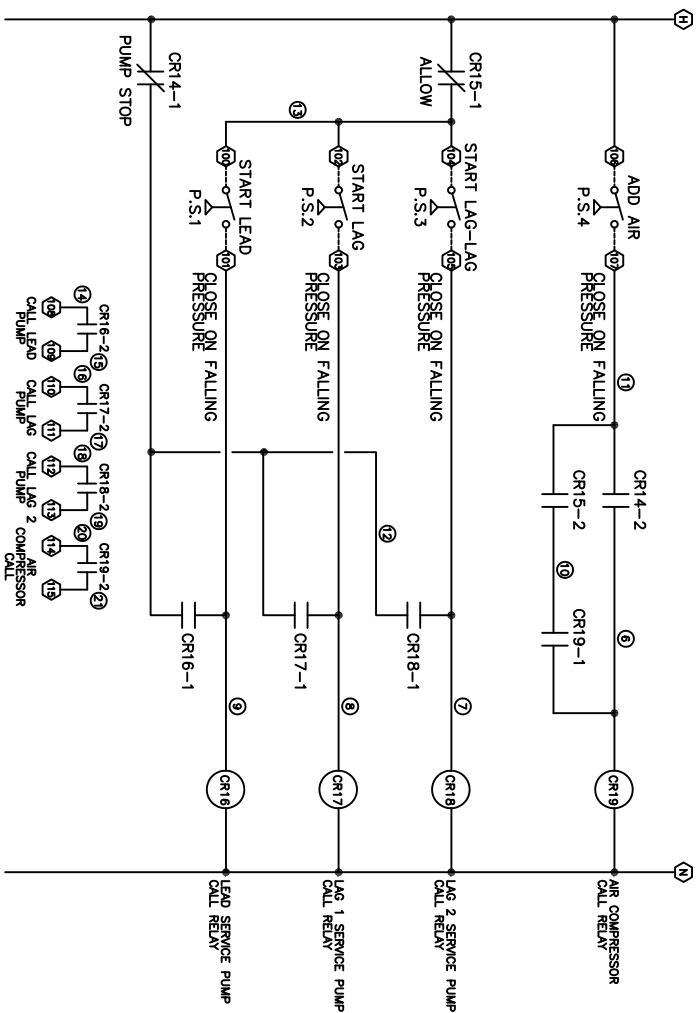 H
N
ADD AIR
106
107
P.S.4
CLOSE ON FALLING
PRESSURE
11
CR14-2
6
CR15-2
10
CR19-1
CR19
AIR COMPRESSOR
CALL RELAY
CR15-1
ALLOW
START LAG-LAG
104
105
P.S.3
CLOSE ON FALLING
PRESSURE
12
CR18-1
7
CR18
LAG 2 SERVICE PUMP
CALL RELAY
13
START LAG
102
103
P.S.2
CLOSE ON FALLING
PRESSURE
CR17-1
8
CR17
LAG 1 SERVICE PUMP
CALL RELAY
START LEAD
100
101
P.S.1
CLOSE ON FALLING
PRESSURE
CR16-1
9
CR16
LEAD SERVICE PUMP
CALL RELAY
CR14-1
PUMP STOP
14
CR16-2
15
108
109
CALL LEAD
PUMP
16
CR17-2
17
110
111
CALL LAG
PUMP
18
CR18-2
19
112
113
CALL LAG 2
PUMP
20
CR19-2
21
114
115
AIR
COMPRESSOR
CALL